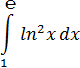 e
∫ ln²x dx
1